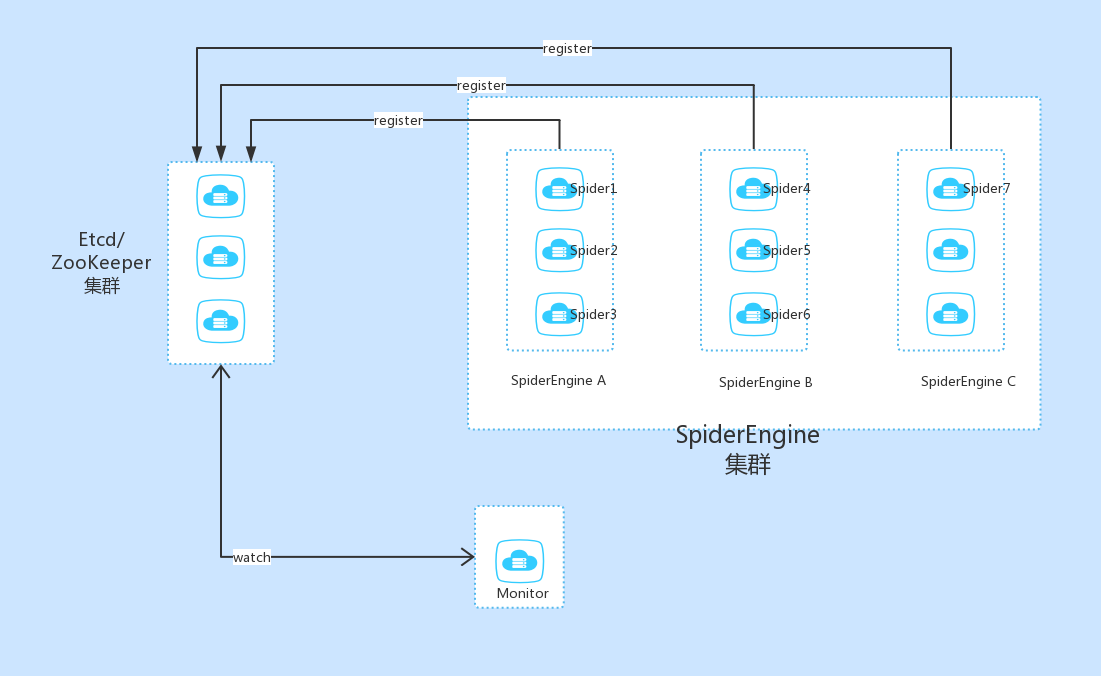 register
register
register
Spider1
Spider4
Spider7
Etcd/
ZooKeeper
集群
Spider2
Spider5
Spider3
Spider6
SpiderEngine A
SpiderEngine B
SpiderEngine C
SpiderEngine
集群
watch
Monitor